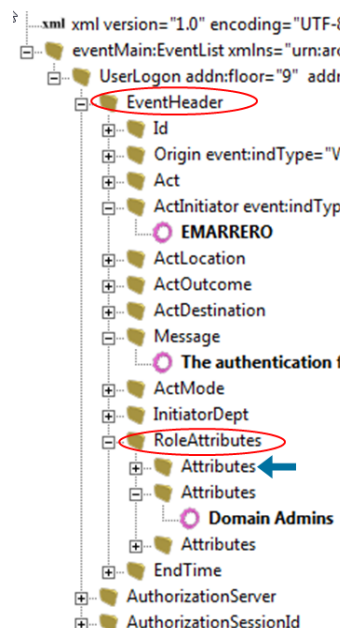 xml version="1.0" encoding="UTF-8
eventMain:EventList xmlns="urn:arc
UserLogon addn:floor="9" addn
EventHeader
Id
Origin event:indType="V
Act
ActInitiator event:indTyp
EMARRERO
ActLocation
ActOutcome
ActDestination
Message
The authentication f
ActMode
InitiatorDept
RoleAttributes
Attributes
Attributes
Domain Admins
Attributes
EndTime
AuthorizationServer
AuthorizationSessionId